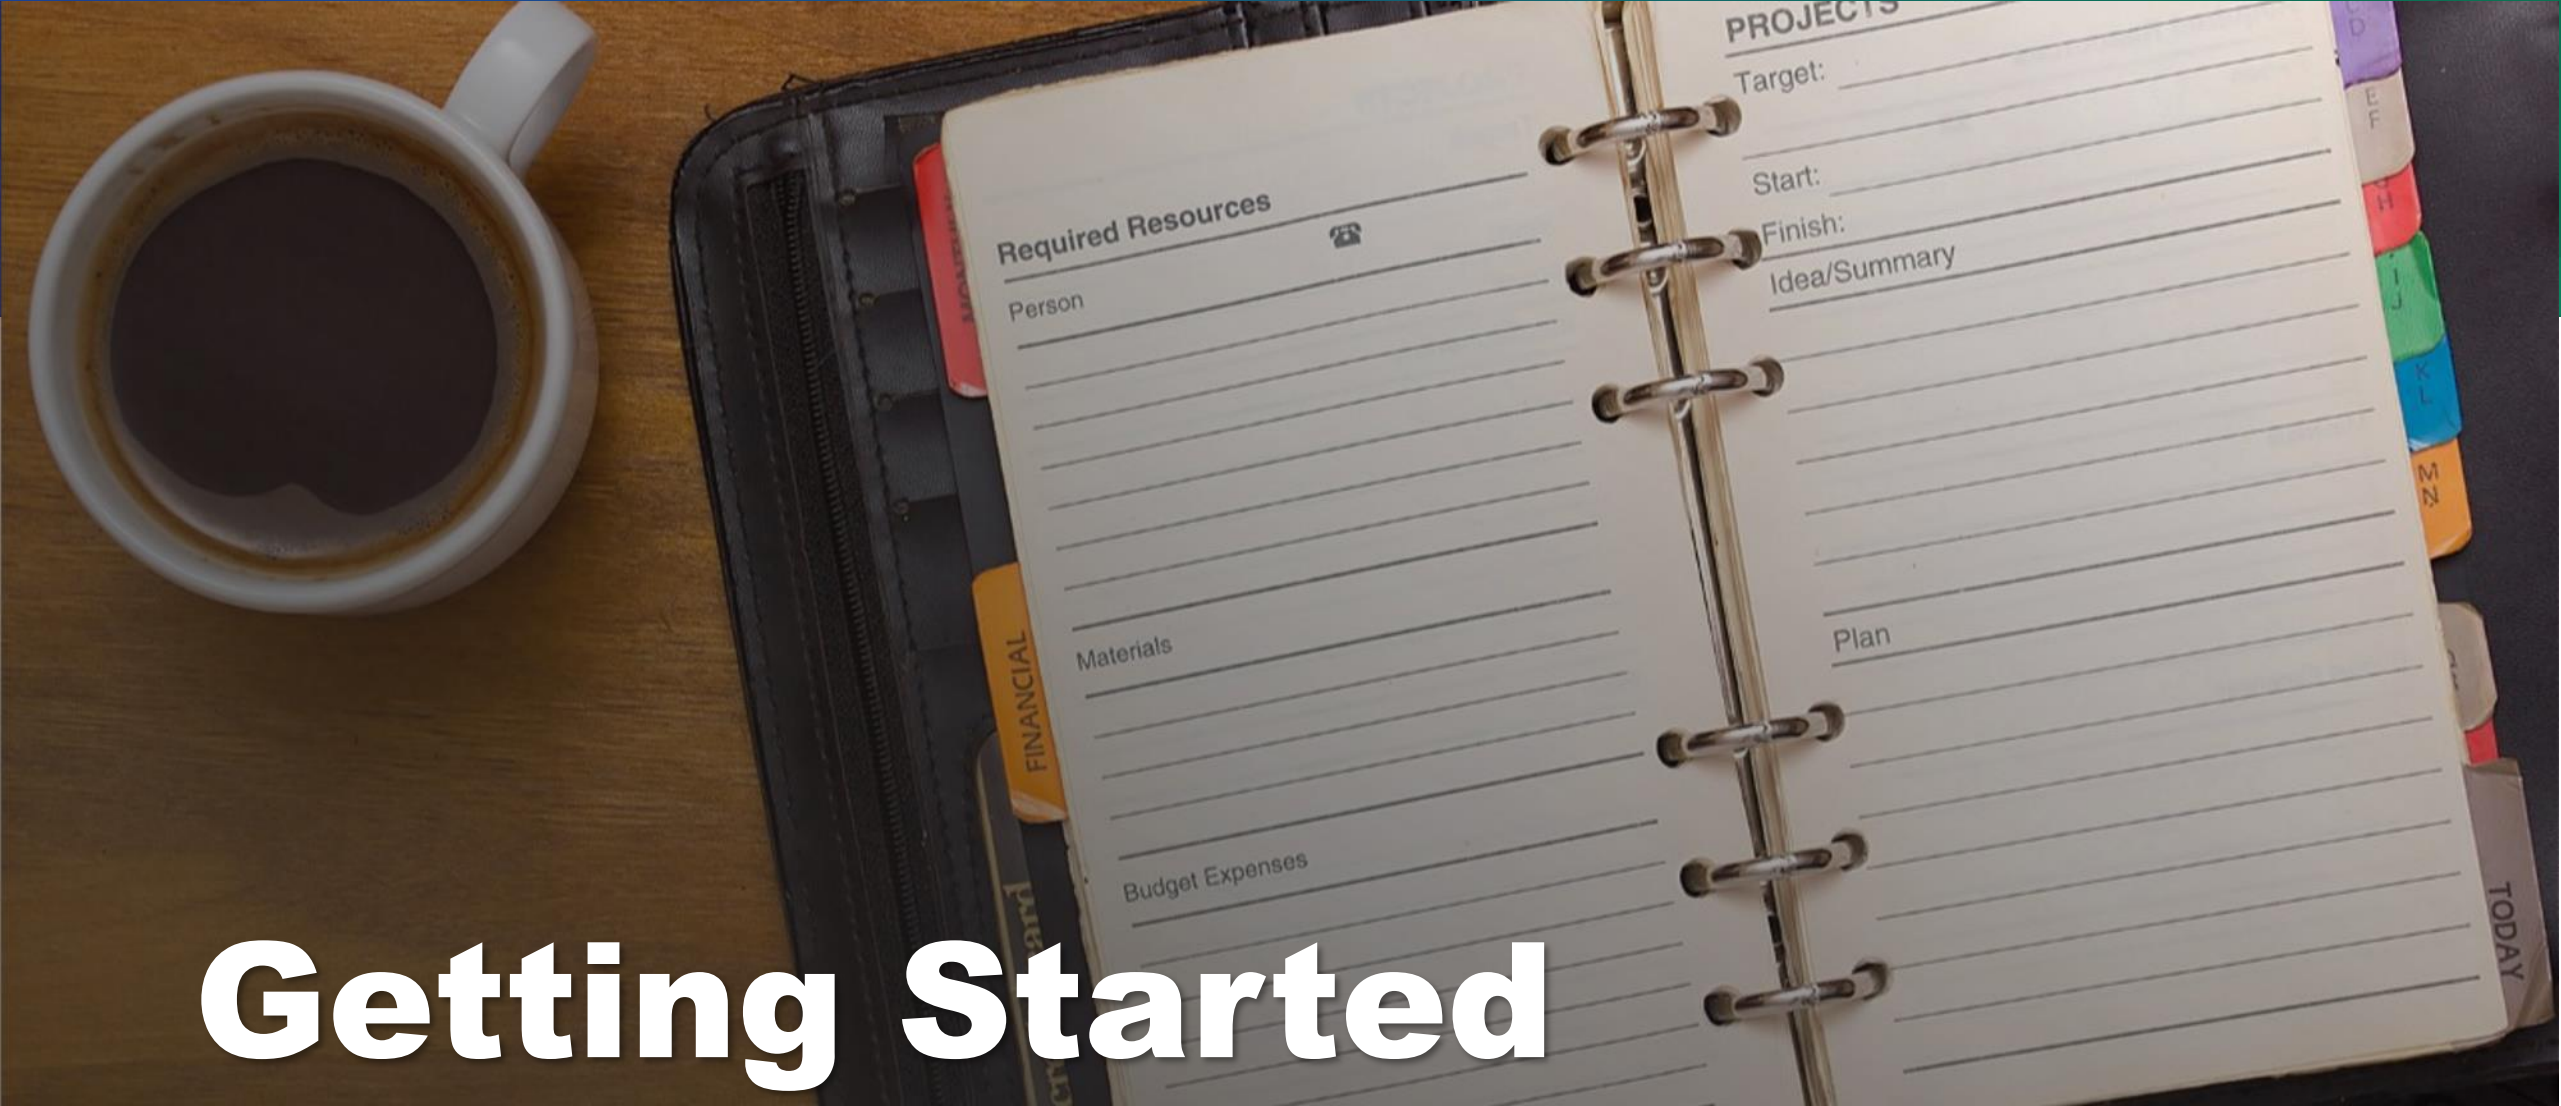 PROJECTS
Target:
Start:
Finish:
Idea/Summary
Plan
Required Resources
☎
Person
Materials
Budget Expenses
FINANCIAL
D
E
F
H
I
J
K
L
M
N
TODAY
Getting Started